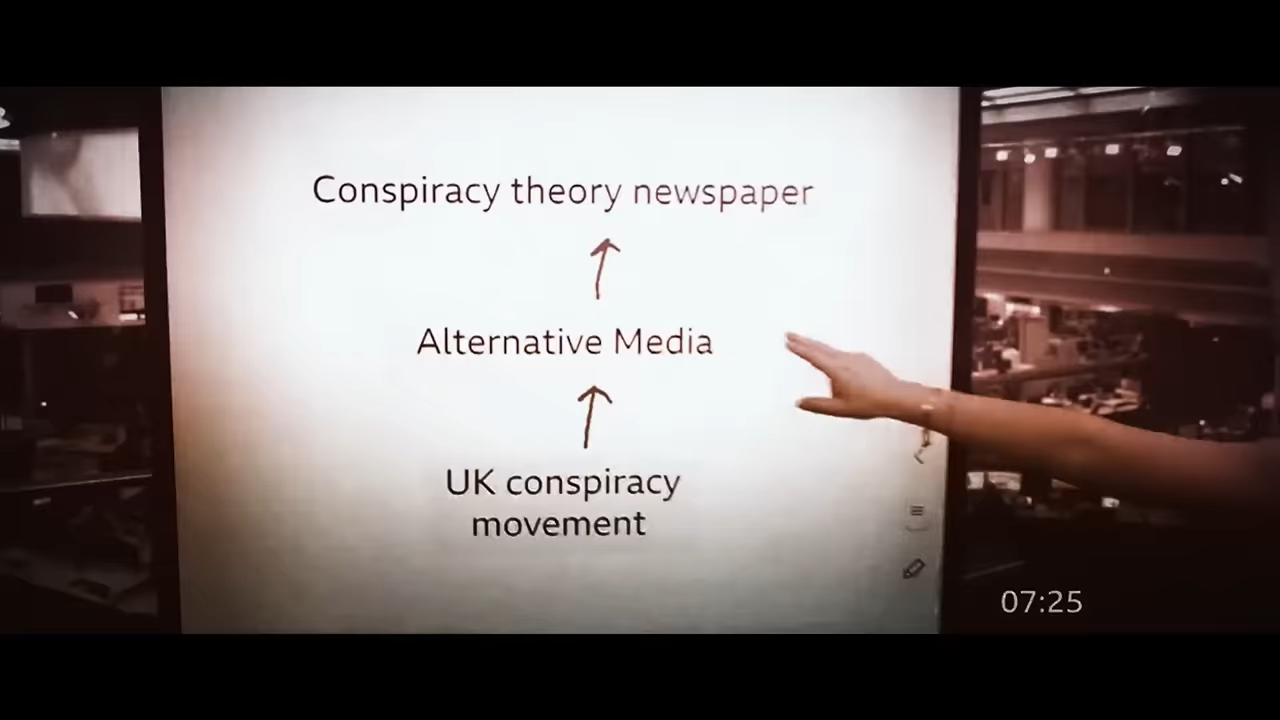 Conspiracy theory newspaper
Alternative Media
UK conspiracy
movement
07:25